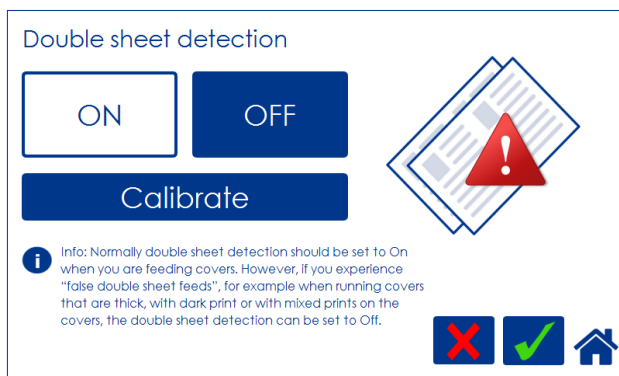 Double sheet detection
ON
OFF
Calibrate
Info: Normally double sheet detection should be set to On
when you are feeding covers. However, if you experience
“false double sheet feeds”, for example when running covers
that are thick, with dark print or with mixed prints on the
covers, the double sheet detection can be set to Off.